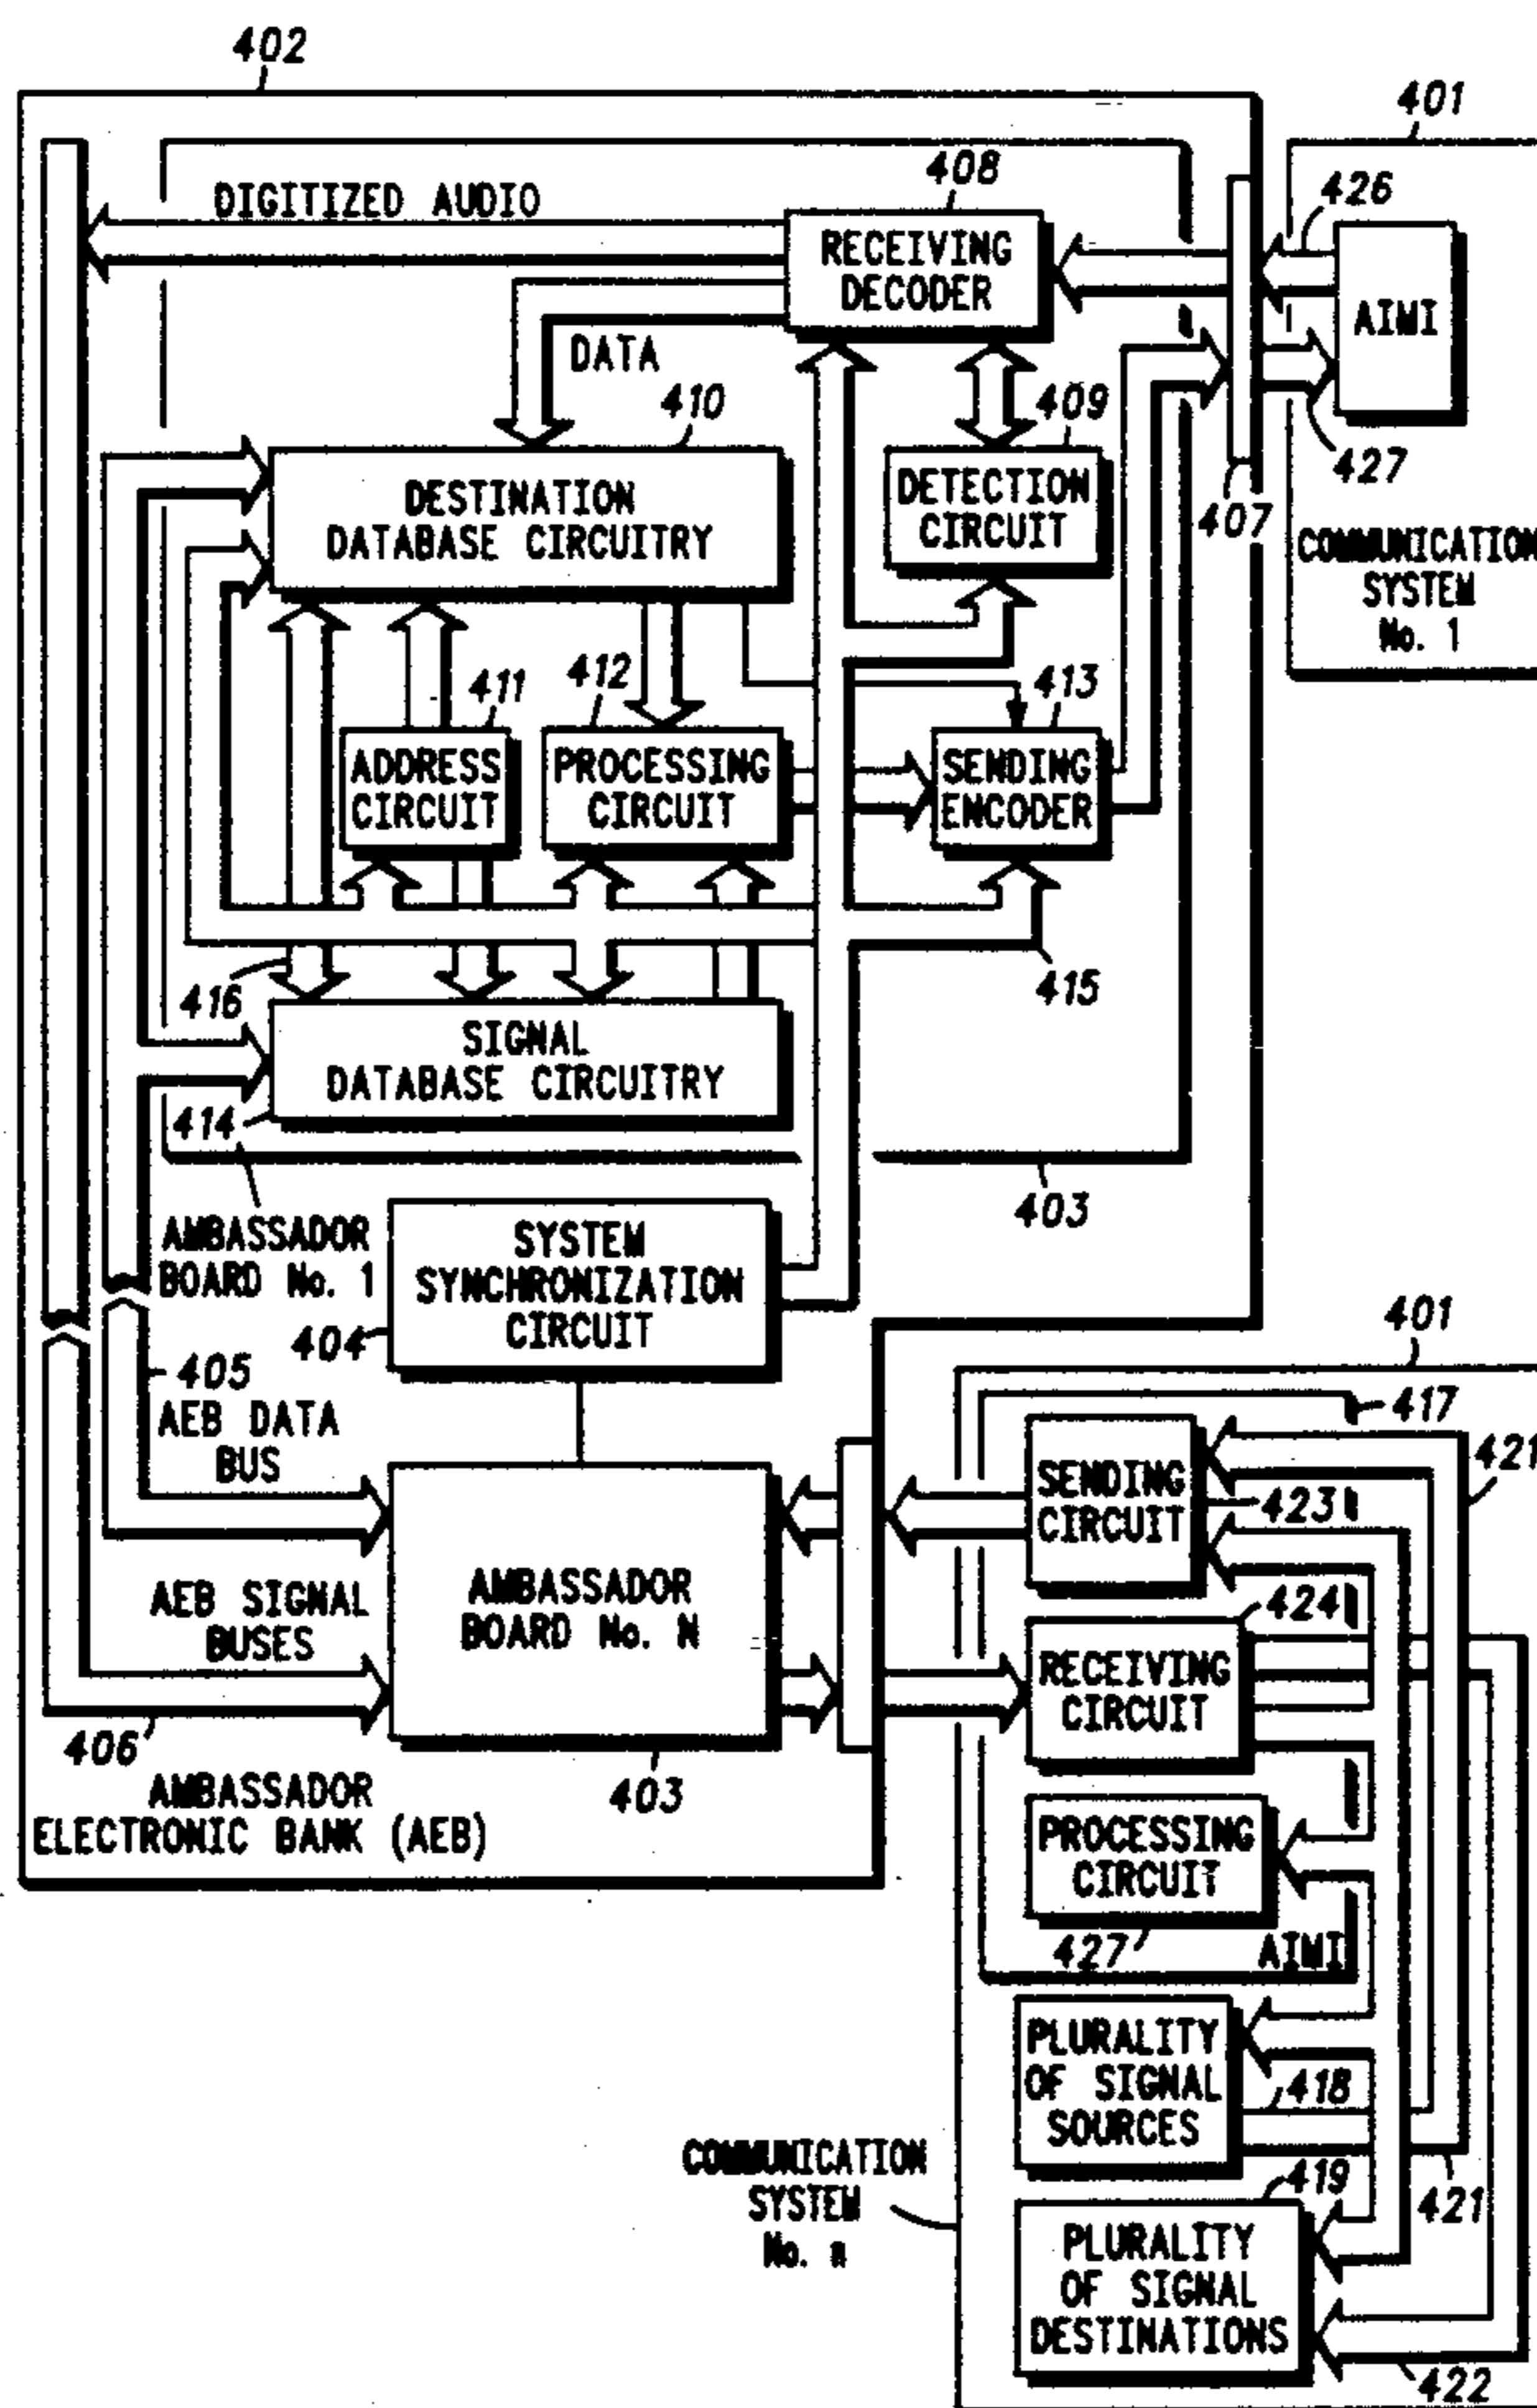 402
401
408
426
DIGITIZED AUDIO
RECEIVING
DECODER
AIMI
DATA
410
409
427
DESTINATION
DATABASE CIRCUITRY
DETECTION
CIRCUIT
407
COMMUNICATION
SYSTEM
No. 1
411
412
413
ADDRESS
CIRCUIT
PROCESSING
CIRCUIT
SENDING
ENCODER
416
415
SIGNAL
DATABASE CIRCUITRY
414
403
AMBASSADOR
BOARD No. 1
SYSTEM
SYNCHRONIZATION
CIRCUIT
404
401
405
AEB DATA
BUS
417
421
SENDING
CIRCUIT
423
AMBASSADOR
BOARD No. N
AEB SIGNAL
BUSES
424
RECEIVING
CIRCUIT
406
403
AMBASSADOR
ELECTRONIC BANK (AEB)
PROCESSING
CIRCUIT
427
AIMI
PLURALITY
OF SIGNAL
SOURCES
418
COMMUNICATION
SYSTEM
No. n
419
421
PLURALITY
OF SIGNAL
DESTINATIONS
422